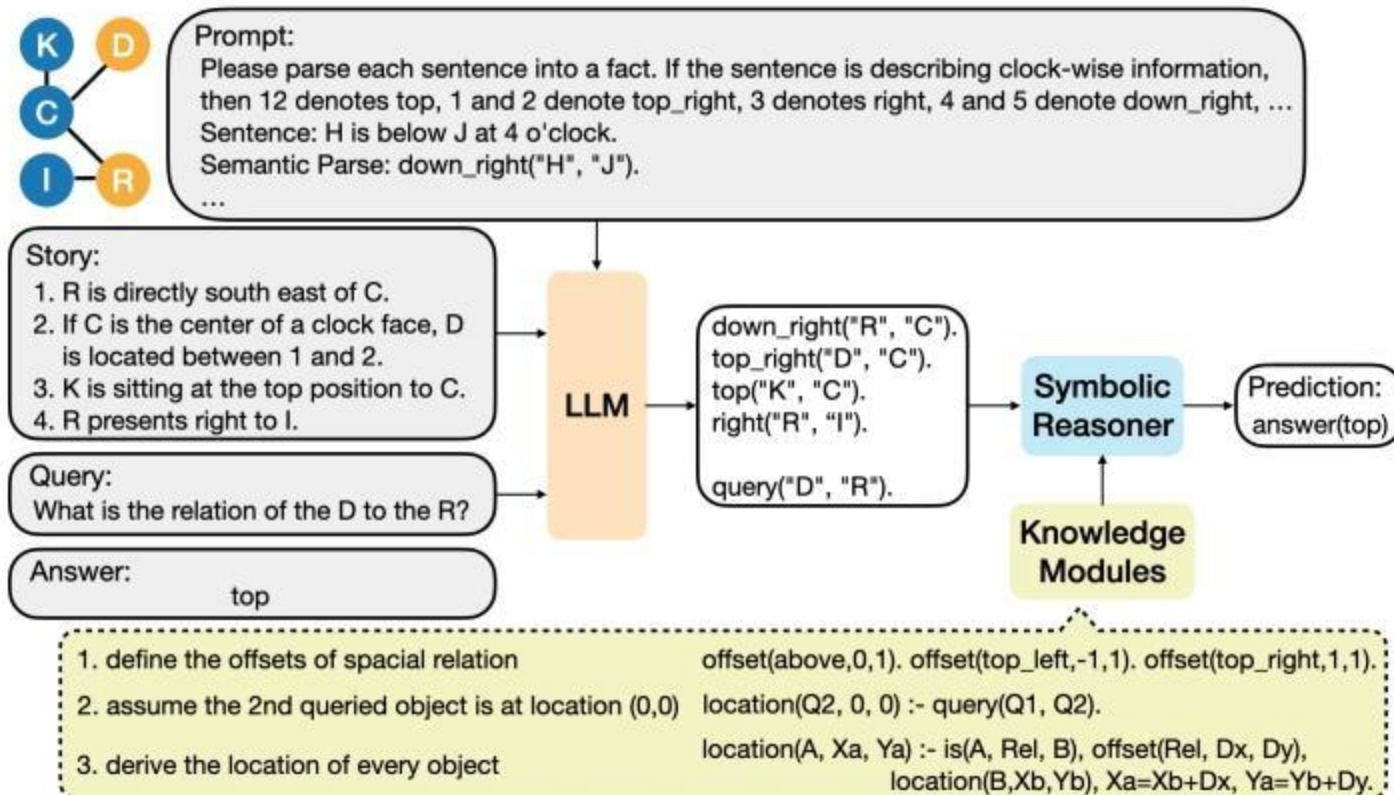 K
D
C
I
R
Prompt:
Please parse each sentence into a fact. If the sentence is describing clock-wise information,
then 12 denotes top, 1 and 2 denote top_right, 3 denotes right, 4 and 5 denote down_right, ...
Sentence: H is below J at 4 o'clock.
Semantic Parse: down_right("H", "J").
...
Story:
1. R is directly south east of C.
2. If C is the center of a clock face, D
is located between 1 and 2.
3. K is sitting at the top position to C.
4. R presents right to I.
Query:
What is the relation of the D to the R?
Answer:
top
LLM
down_right("R", "C").
top_right("D", "C").
top("K", "C").
right("R", “I").
query("D", "R").
Symbolic
Reasoner
Prediction:
answer(top)
Knowledge
Modules
1. define the offsets of spacial relation
offset(above,0,1). offset(top_left,-1,1). offset(top_right,1,1).
2. assume the 2nd queried object is at location (0,0)
location(Q2, 0, 0) :- query(Q1, Q2).
3. derive the location of every object
location(A, Xa, Ya) :- is(A, Rel, B), offset(Rel, Dx, Dy),
location(B,Xb,Yb), Xa=Xb+Dx, Ya=Yb+Dy.